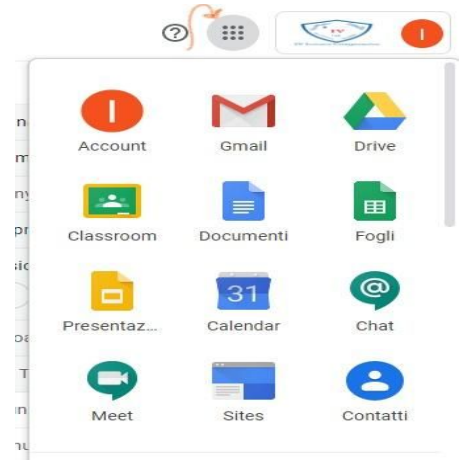 I
Account Gmail Drive
Classroom Documenti Fogli
31
Presentaz... Calendar Chat
Meet Sites Contatti